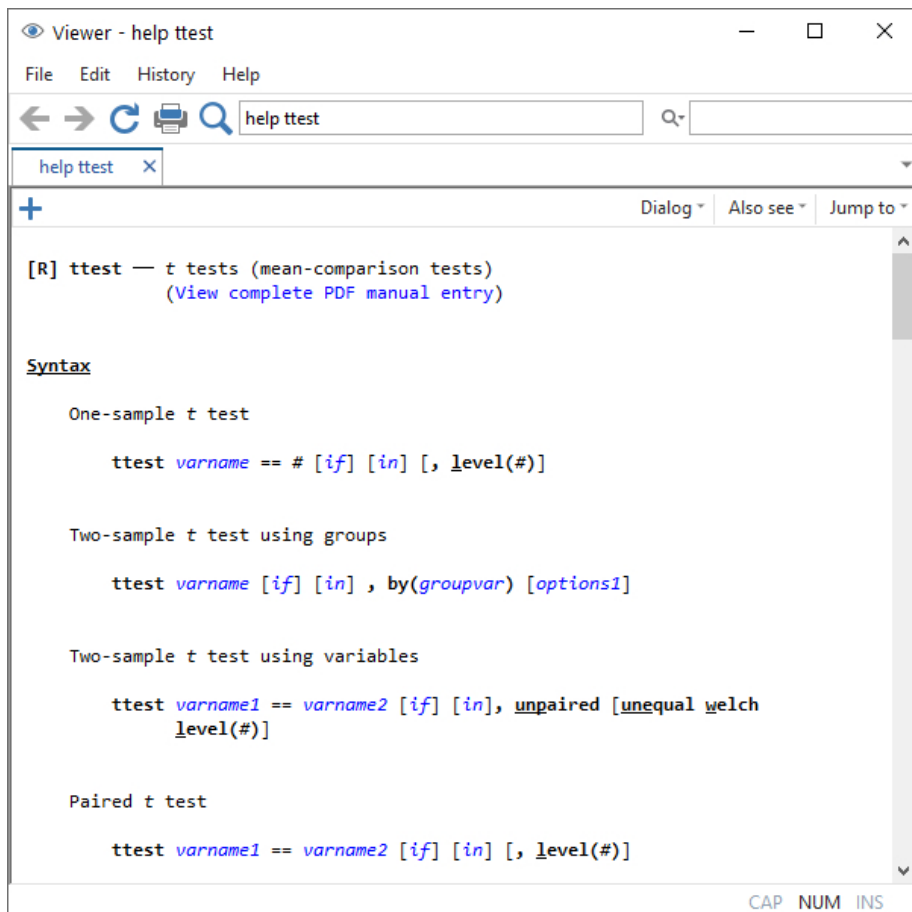 Viewer - help ttest
File Edit History Help
help ttest
help ttest
Dialog Also see Jump to
[R] ttest — t tests (mean-comparison tests)
(View complete PDF manual entry)
Syntax
One-sample t test
ttest varname == # [if] [in] [, level(#)]
Two-sample t test using groups
ttest varname [if] [in] , by(groupvar) [options1]
Two-sample t test using variables
ttest varname1 == varname2 [if] [in], unpaired [unequal welch
level(#)]
Paired t test
ttest varname1 == varname2 [if] [in] [, level(#)]
CAP NUM INS